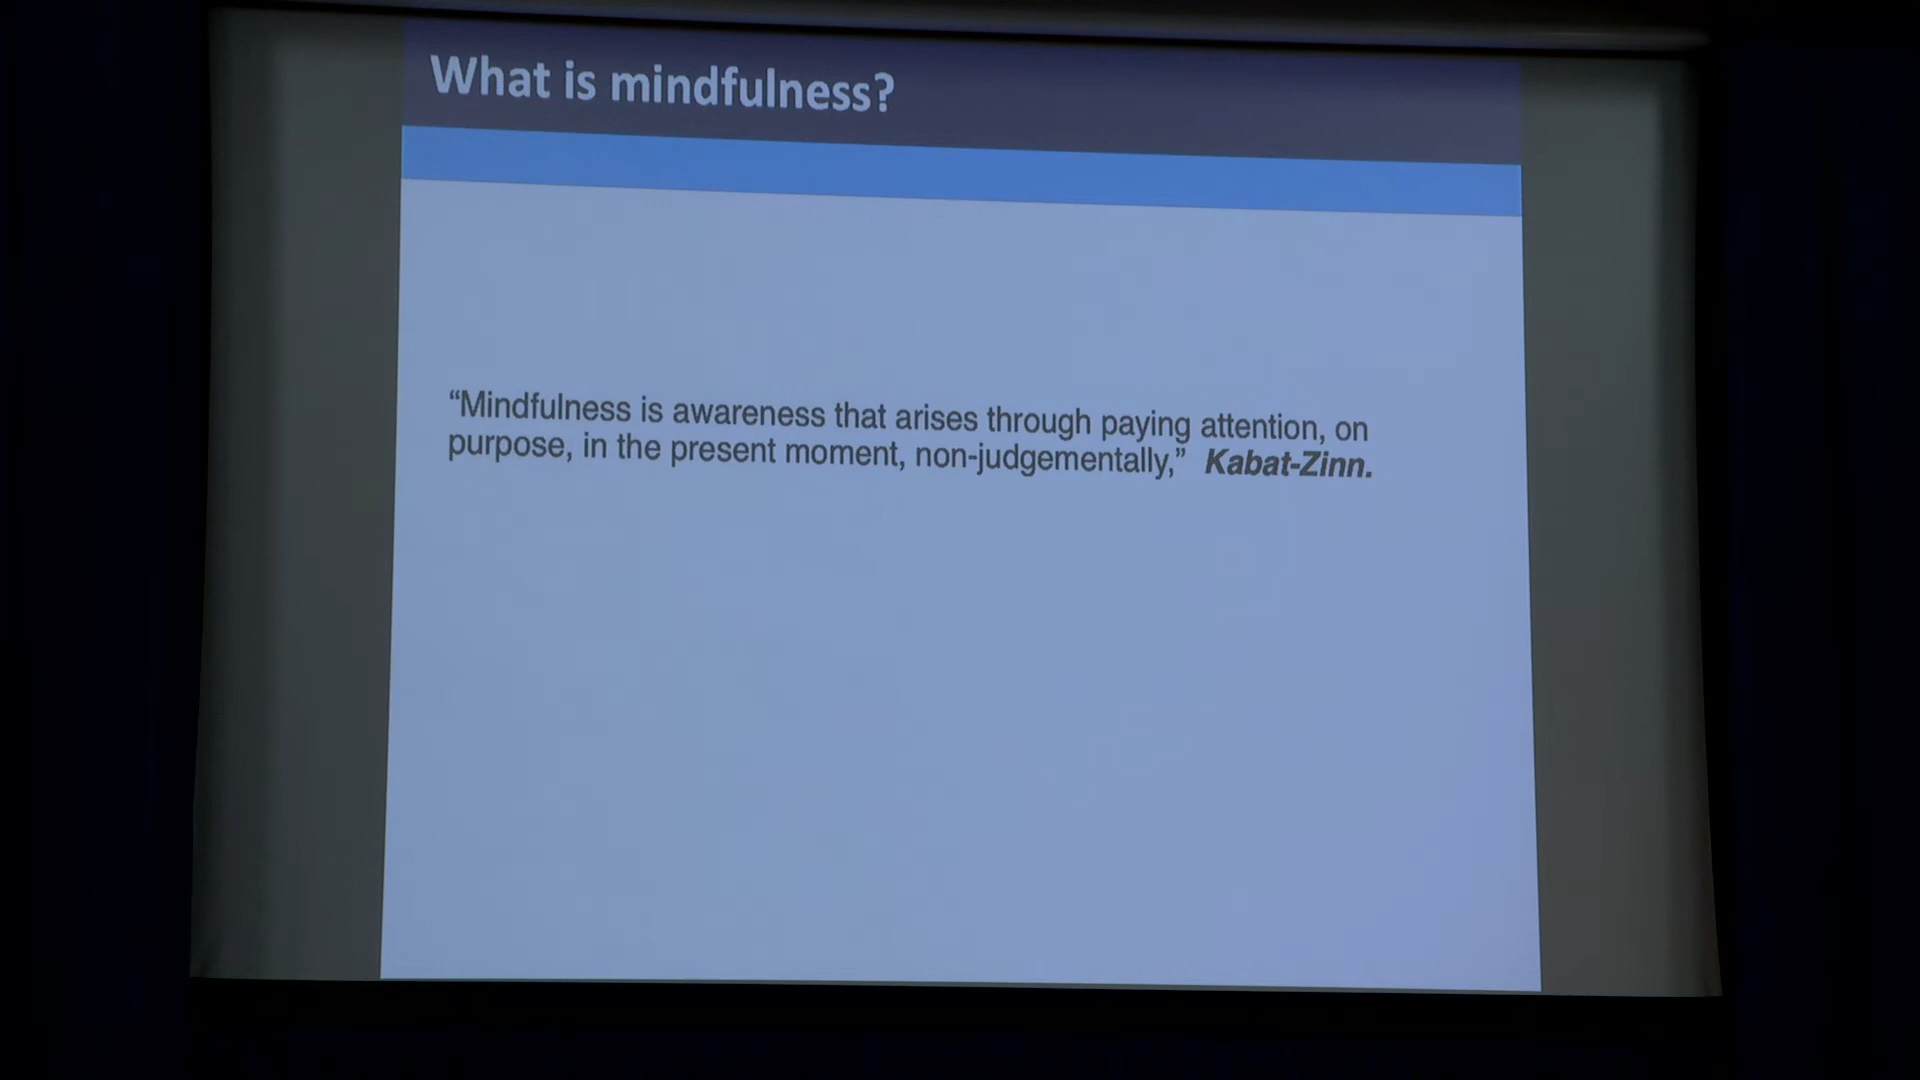 What is mindfulness?
“Mindfulness is awareness that arises through paying attention, on
purpose, in the present moment, non-judgementally,” Kabat-Zinn.